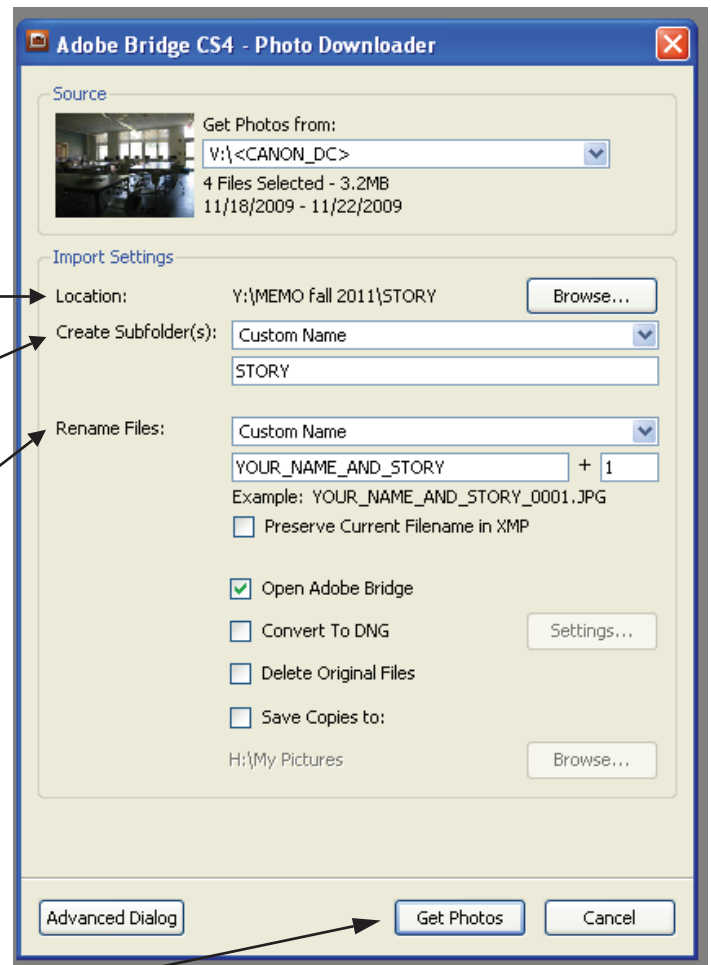 Adobe Bridge CS4 - Photo Downloader
Source
Get Photos from:
V:\<CANON_DC>
4 Files Selected - 3.2MB
11/18/2009 - 11/22/2009
Import Settings
Location: Y:\MEMO fall 2011\STORY Browse...
Create Subfolder(s): Custom Name
STORY
Rename Files: Custom Name
YOUR_NAME_AND_STORY + 1
Example: YOUR_NAME_AND_STORY_0001.JPG
Preserve Current Filename in XMP
Open Adobe Bridge
Convert To DNG Settings...
Delete Original Files
Save Copies to:
H:\My Pictures Browse...
Advanced Dialog Get Photos Cancel